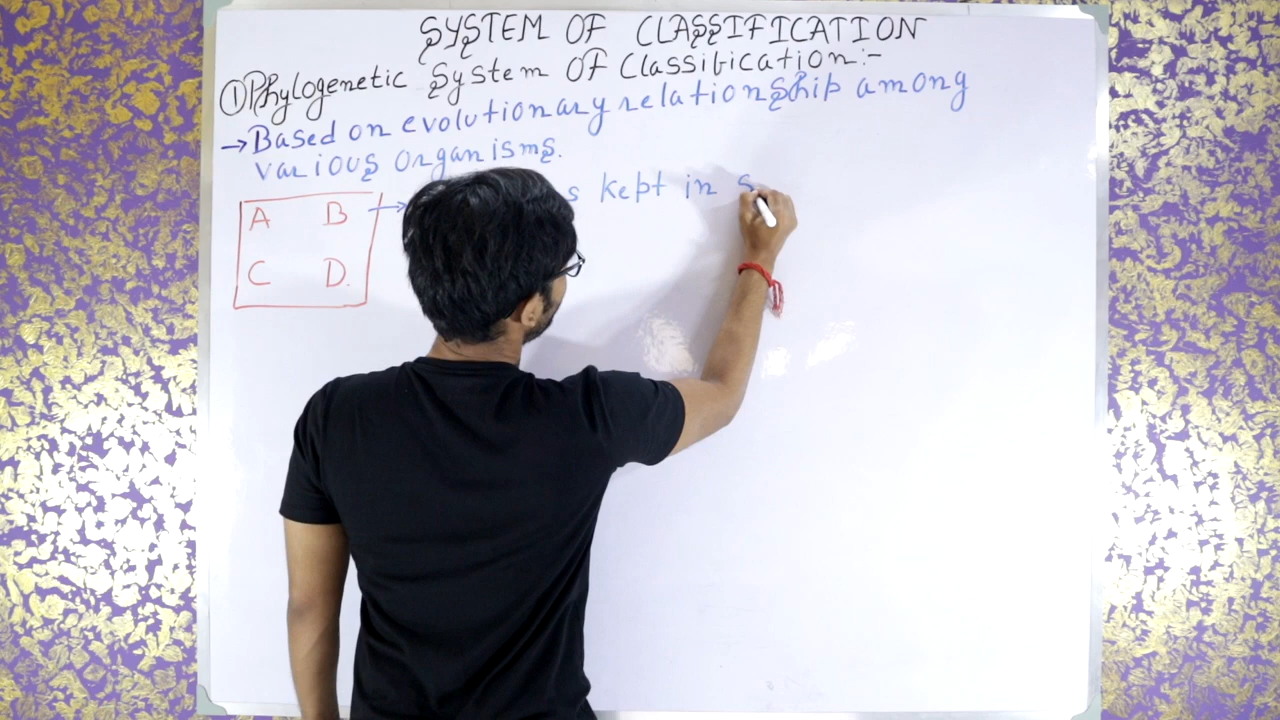 SYSTEM OF CLASSIFICATION
① Phylogenetic System Of Classification:-
→ Based on evolutionary relationship among
various organisms.
A B → kept in
C D.